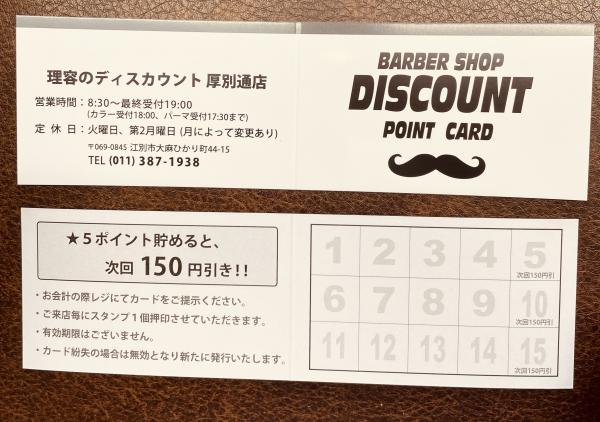 理容のディスカウント 厚別通店
営業時間：8:30～最終受付19:00
(カラー受付18:00、パーマ受付17:30まで)
定 休 日：火曜日、第2月曜日 (月によって変更あり)
〒069-0845 江別市大麻ひかり町44-15
TEL (011) 387-1938
BARBER SHOP
DISCOUNT
POINT CARD
★５ポイント貯めると、
次回 150 円引き!!
・お会計の際レジにてカードをご提示ください。
・ご来店毎にスタンプ１個押印させていただきます。
・有効期限はございません。
・カード紛失の場合は無効となり新たに発行いたします。
1 2 3 4 5
次回150円引
6 7 8 9 10
次回150円引
11 12 13 14 15
次回150円引